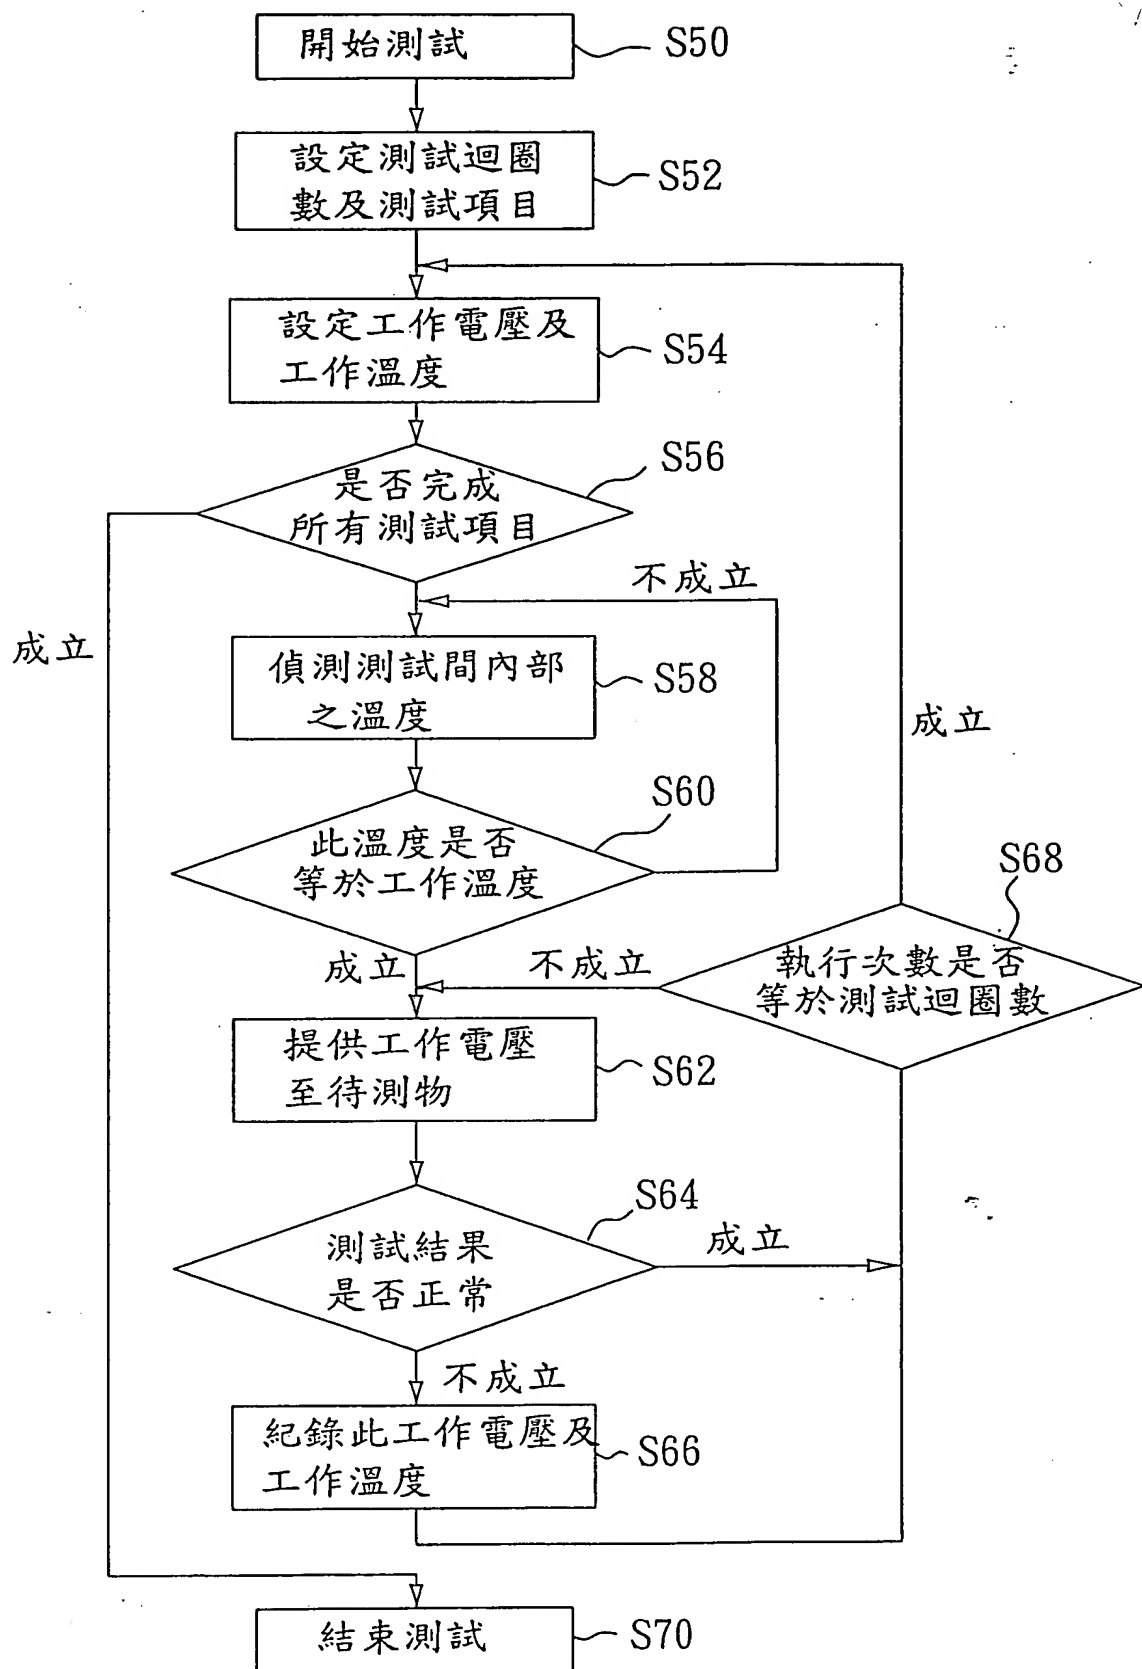 開始測試
S50
設定測試迴圈
數及測試項目
S52
設定工作電壓及
工作溫度
S54
是否完成
所有測試項目
S56
不成立
成立
偵測測試間內部
之溫度
S58
成立
此溫度是否
等於工作溫度
S60
S68
執行次數是否
等於測試迴圈數
成立
不成立
提供工作電壓
至待測物
S62
測試結果
是否正常
S64
成立
不成立
紀錄此工作電壓及
工作溫度
S66
結束測試
S70